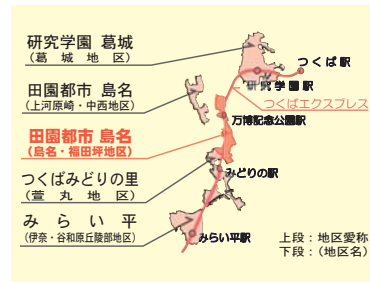 研究学園 葛城
（葛城地区）
田園都市 島名
（上河原崎・中西地区）
田園都市 島名
（島名・福田坪地区）
つくばみどりの里
（萱丸地区）
みらい平
（伊奈・谷和原丘陵部地区）
つくば駅
研究学園駅
つくばエクスプレス
万博記念公園駅
みどりの駅
みらい平駅
上段：地区愛称
下段：（地区名）